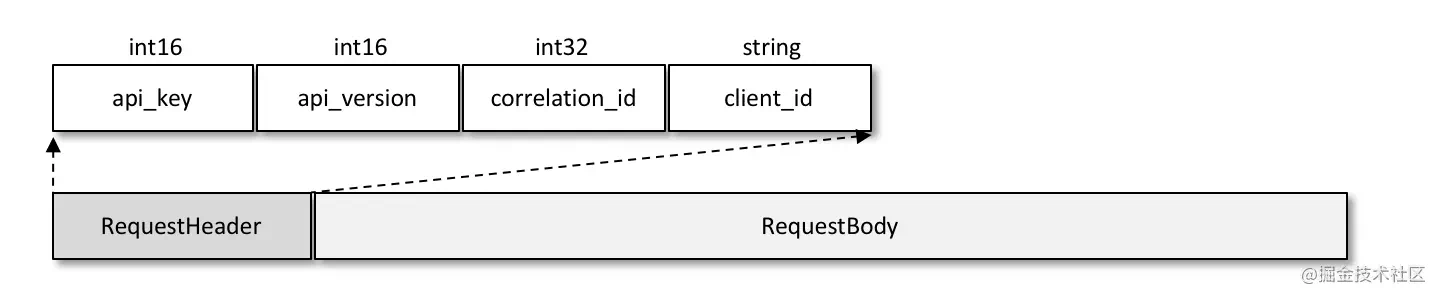 int16 int16 int32 string
api_key api_version correlation_id client_id
RequestHeader RequestBody
@掘金技术社区